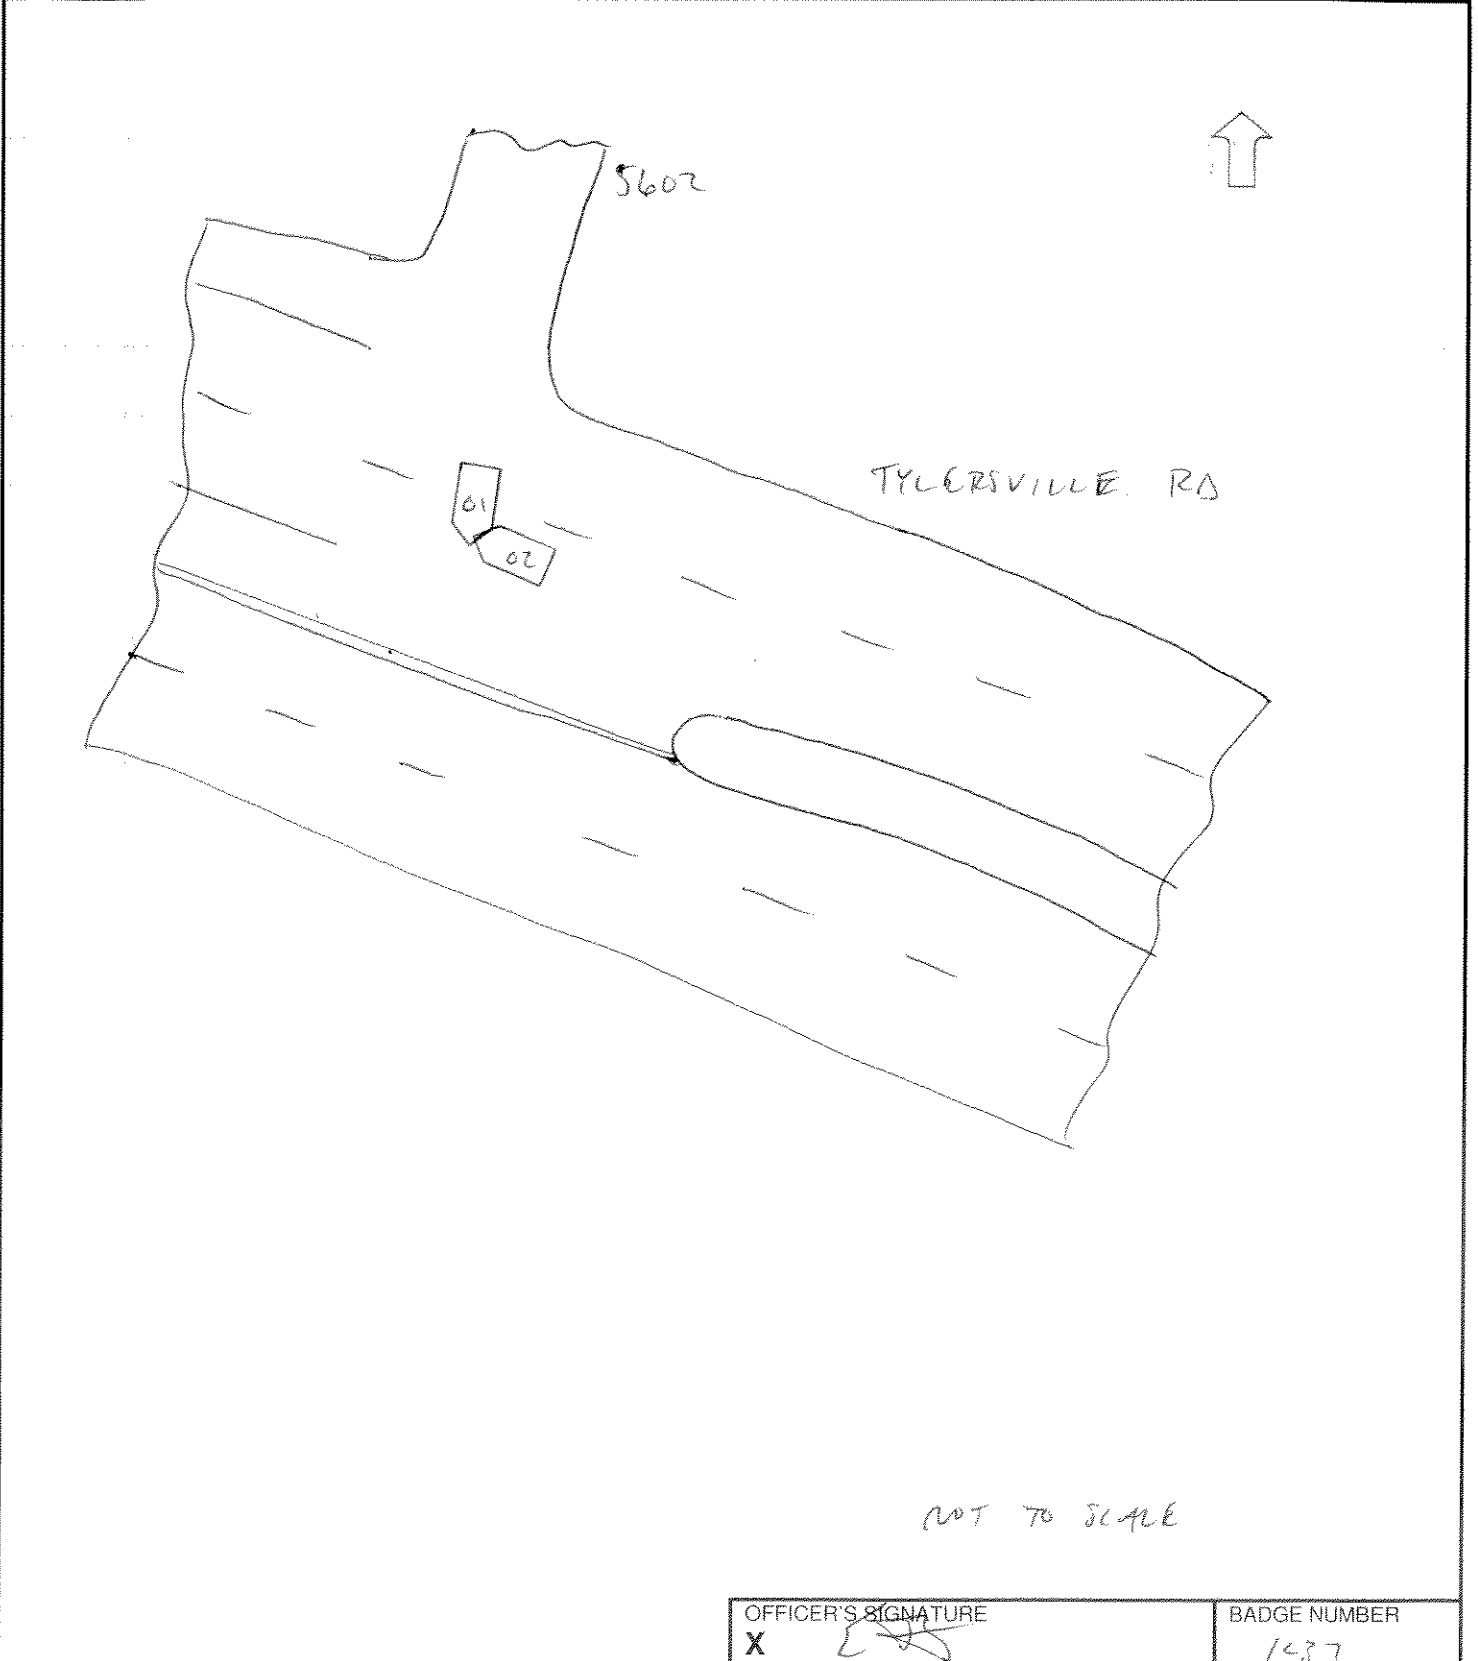 5602
TYLERSVILLE RD
01
02
NOT TO SCALE
OFFICER'S SIGNATURE
BADGE NUMBER
X